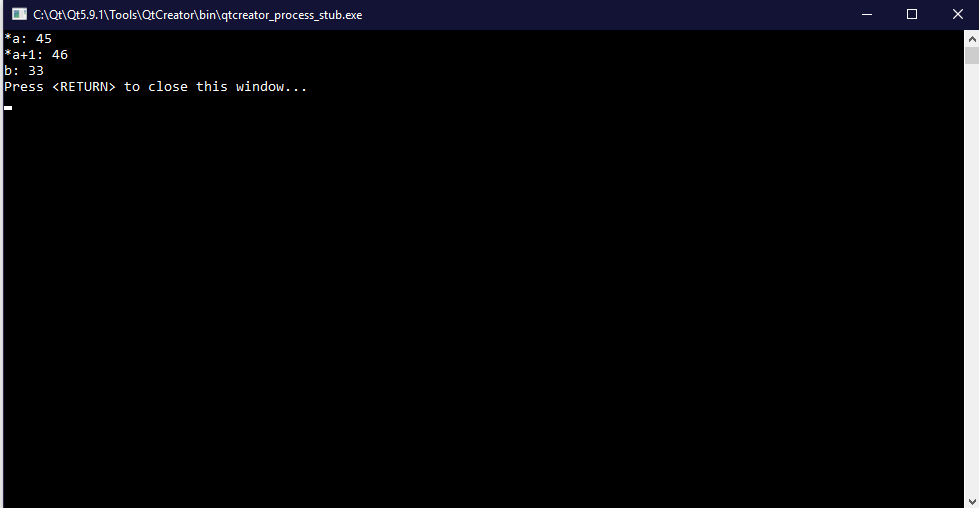 C:\Qt\Qt5.9.1\Tools\QtCreator\bin\qtcreator_process_stub.exe
*a: 45
*a+1: 46
b: 33
Press <RETURN> to close this window...